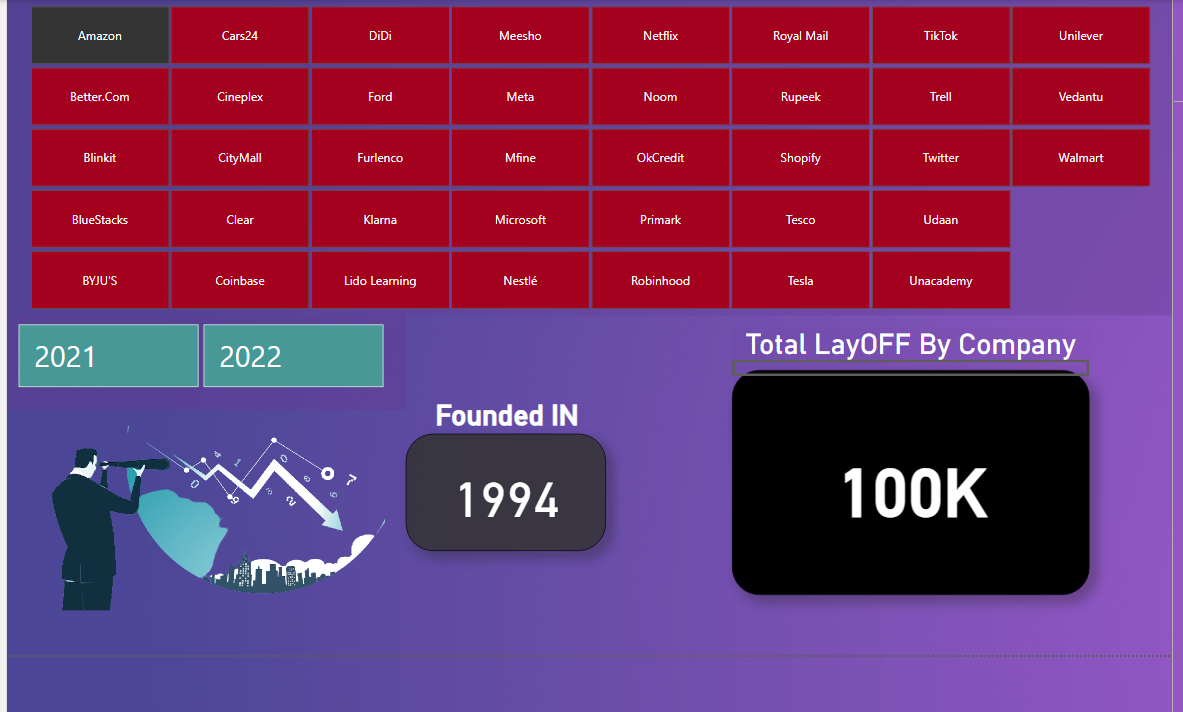 Amazon Cars24 DiDi Meesho Netflix Royal Mail TikTok Unilever
Better.Com Cineplex Ford Meta Noom Rupeek Trell Vedantu
Blinkit CityMall Furlenco Mfine OkCredit Shopify Twitter Walmart
BlueStacks Clear Klarna Microsoft Primark Tesco Udaan
BYJU'S Coinbase Lido Learning Nestlé Robinhood Tesla Unacademy
2021 2022
Total LayOFF By Company
Founded IN
1994
100K